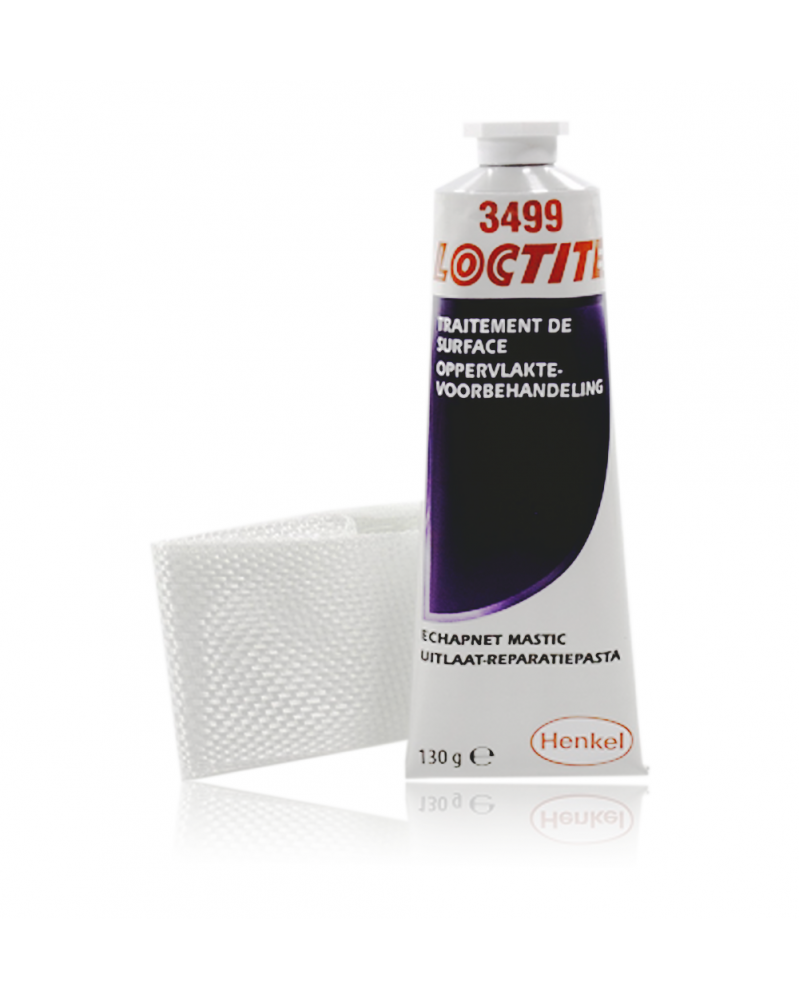 3499
LOCTITE
TRAITEMENT DE
SURFACE
OPPERVLAKTE-
VOORBEHANDELING
ECHAPNET MASTIC
UITLAAT-REPARATIEPASTA
Henkel
130 g ℮